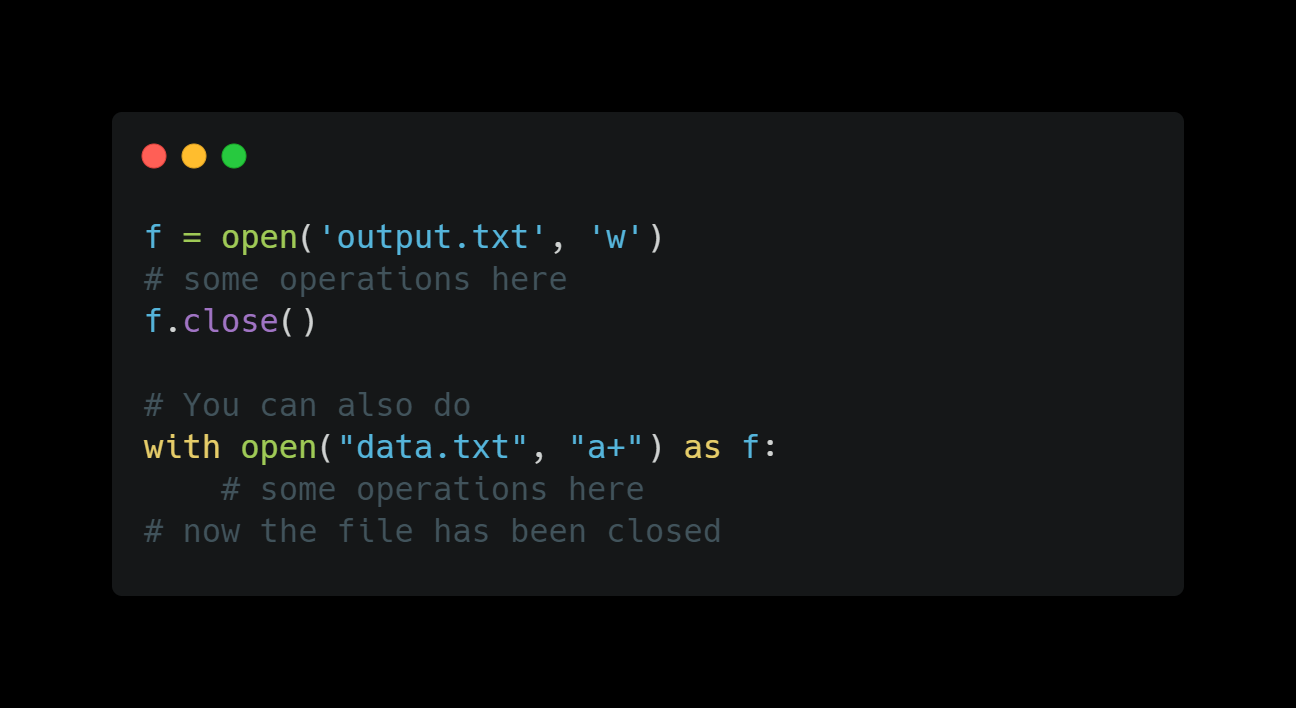 f = open('output.txt', 'w')
# some operations here
f.close()

# You can also do
with open("data.txt", "a+") as f:
    # some operations here
# now the file has been closed